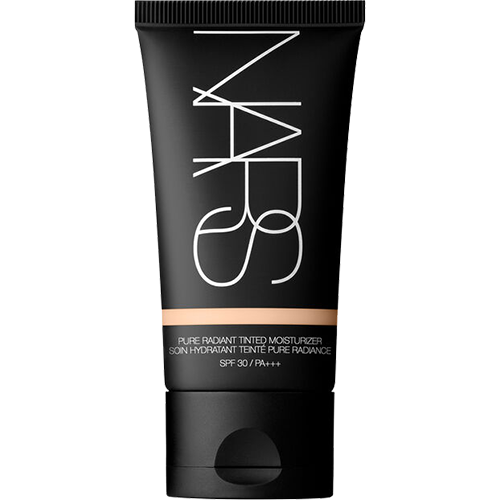 NARS
PURE RADIANT TINTED MOISTURIZER
SOIN HYDRATANT TEINTÉ PURE RADIANCE
SPF 30 / PA+++